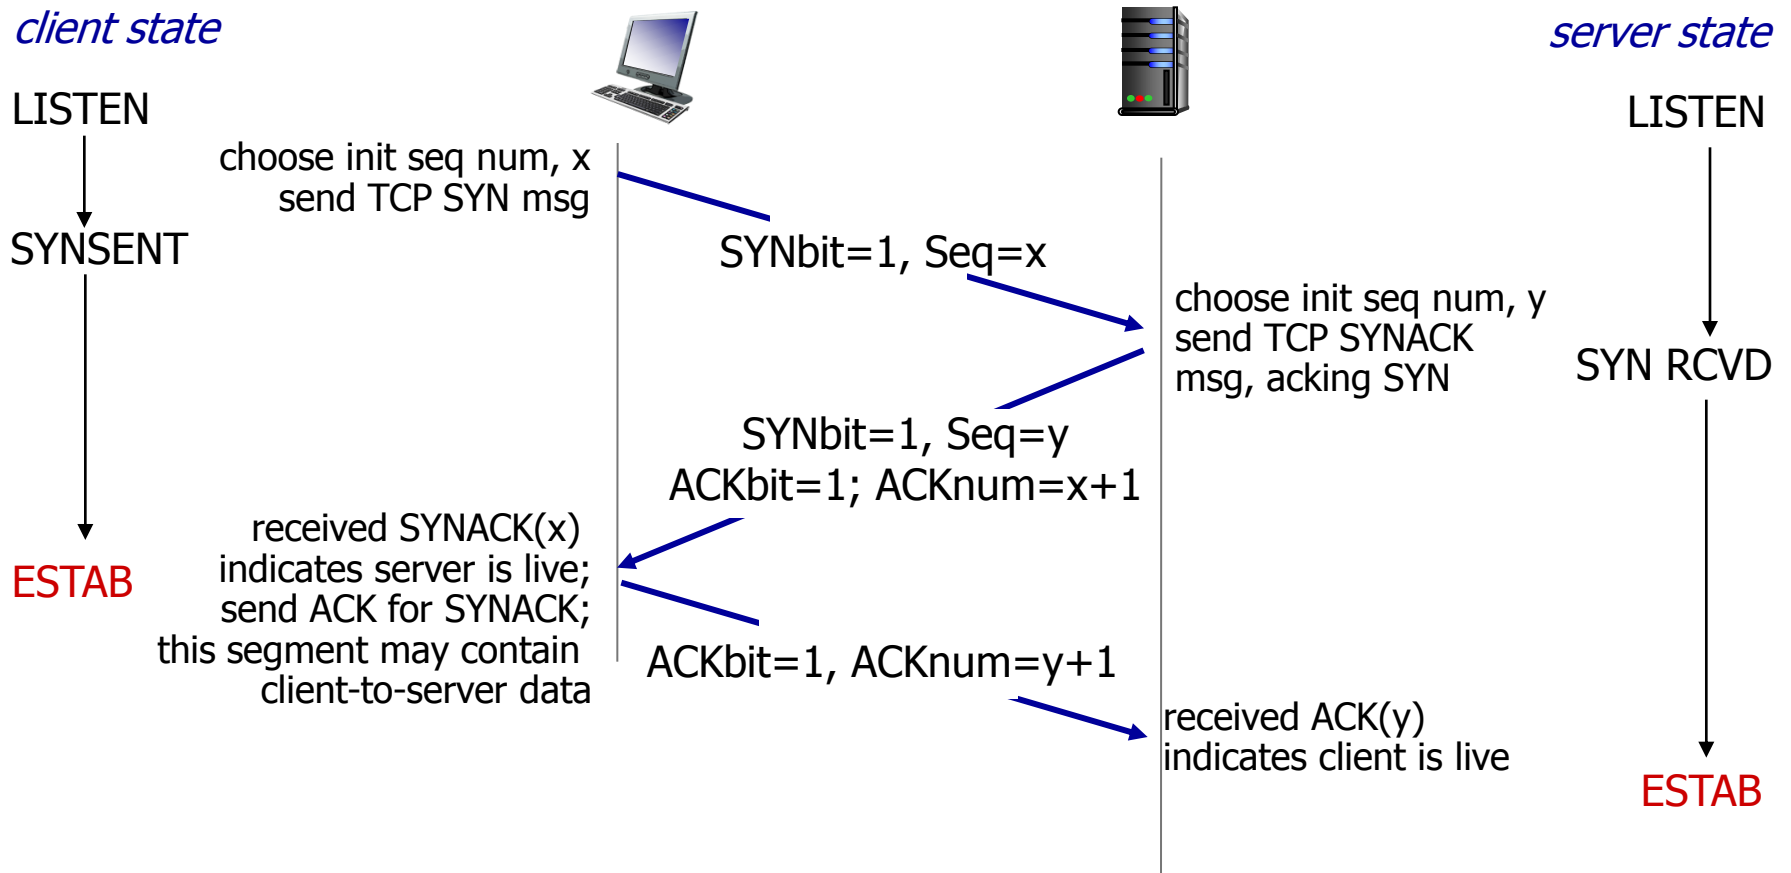 client state
server state
LISTEN
LISTEN
choose init seq num, x
send TCP SYN msg
SYNSENT
SYNbit=1, Seq=x
choose init seq num, y
send TCP SYNACK
msg, acking SYN
SYN RCVD
SYNbit=1, Seq=y
ACKbit=1; ACKnum=x+1
received SYNACK(x)
indicates server is live;
send ACK for SYNACK;
this segment may contain
client-to-server data
ESTAB
ACKbit=1, ACKnum=y+1
received ACK(y)
indicates client is live
ESTAB